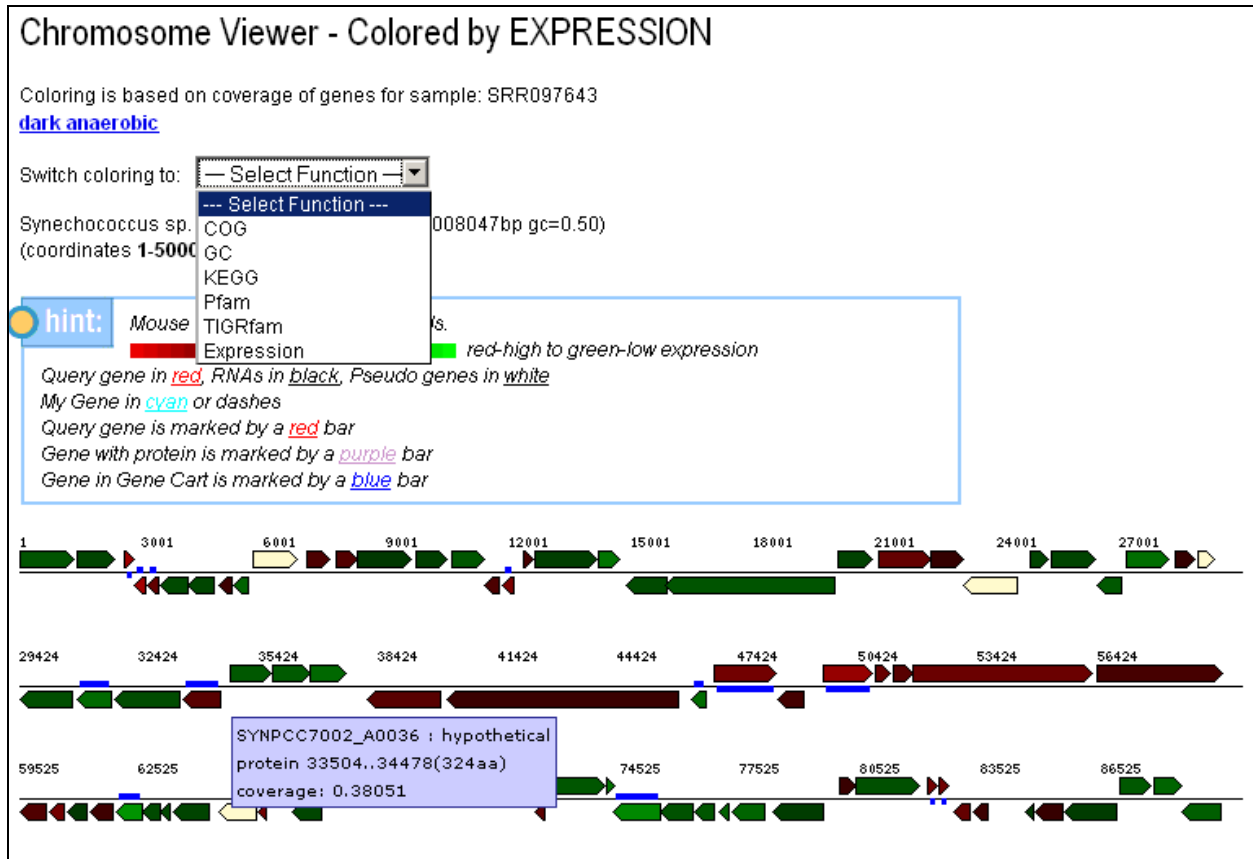 Chromosome Viewer - Colored by EXPRESSION
Coloring is based on coverage of genes for sample: SRR097643
dark anaerobic
Switch coloring to: — Select Function —
--- Select Function ---
COG
GC
KEGG
Pfam
TIGRfam
Expression
Synechococcus sp. 008047bp gc=0.50)
(coordinates 1-5000
hint: Mouse ls.
red-high to green-low expression
Query gene in red, RNAs in black, Pseudo genes in white
My Gene in cyan or dashes
Query gene is marked by a red bar
Gene with protein is marked by a purple bar
Gene in Gene Cart is marked by a blue bar
1 3001 6001 9001 12001 15001 18001 21001 24001 27001
29424 32424 35424 38424 41424 44424 47424 50424 53424 56424
SYNPCC7002_A0036 : hypothetical
protein 33504..34478(324aa)
coverage: 0.38051
59525 62525 74525 77525 80525 83525 86525